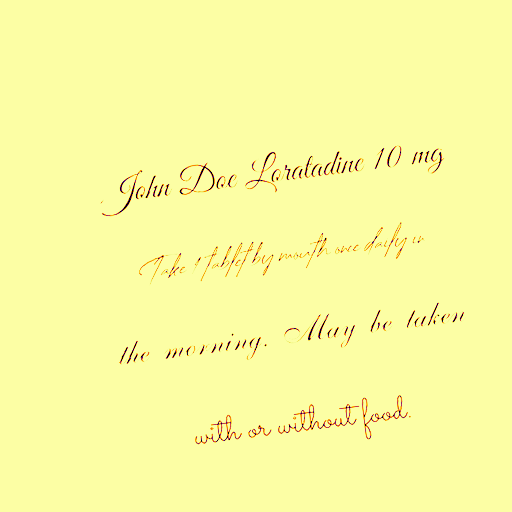 John Doe Loratadine 10 mg
Take 1 tablet by mouth once daily in
the morning. May be taken
with or without food.